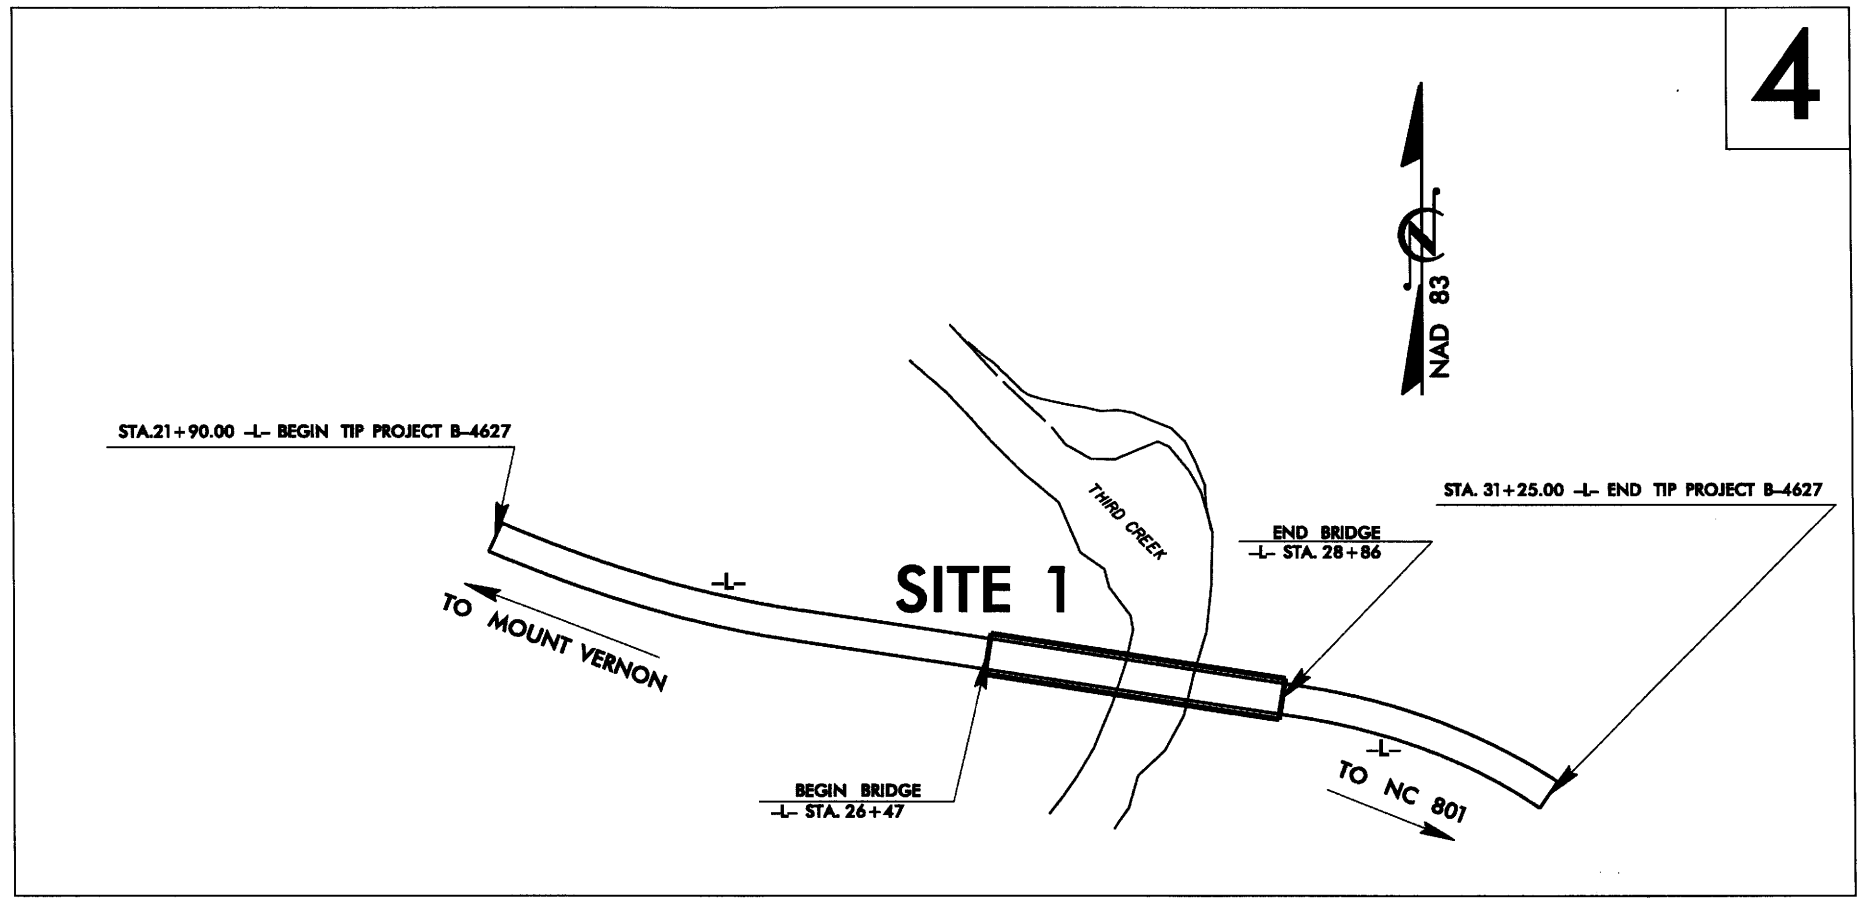 4
NAD 83
STA.21+90.00 -L- BEGIN TIP PROJECT B-4627
STA. 31+25.00 -L- END TIP PROJECT B-4627
THIRD CREEK
END BRIDGE
-L- STA. 28+86
SITE 1
-L-
TO MOUNT VERNON
-L-
TO NC 801
BEGIN BRIDGE
-L- STA. 26+47